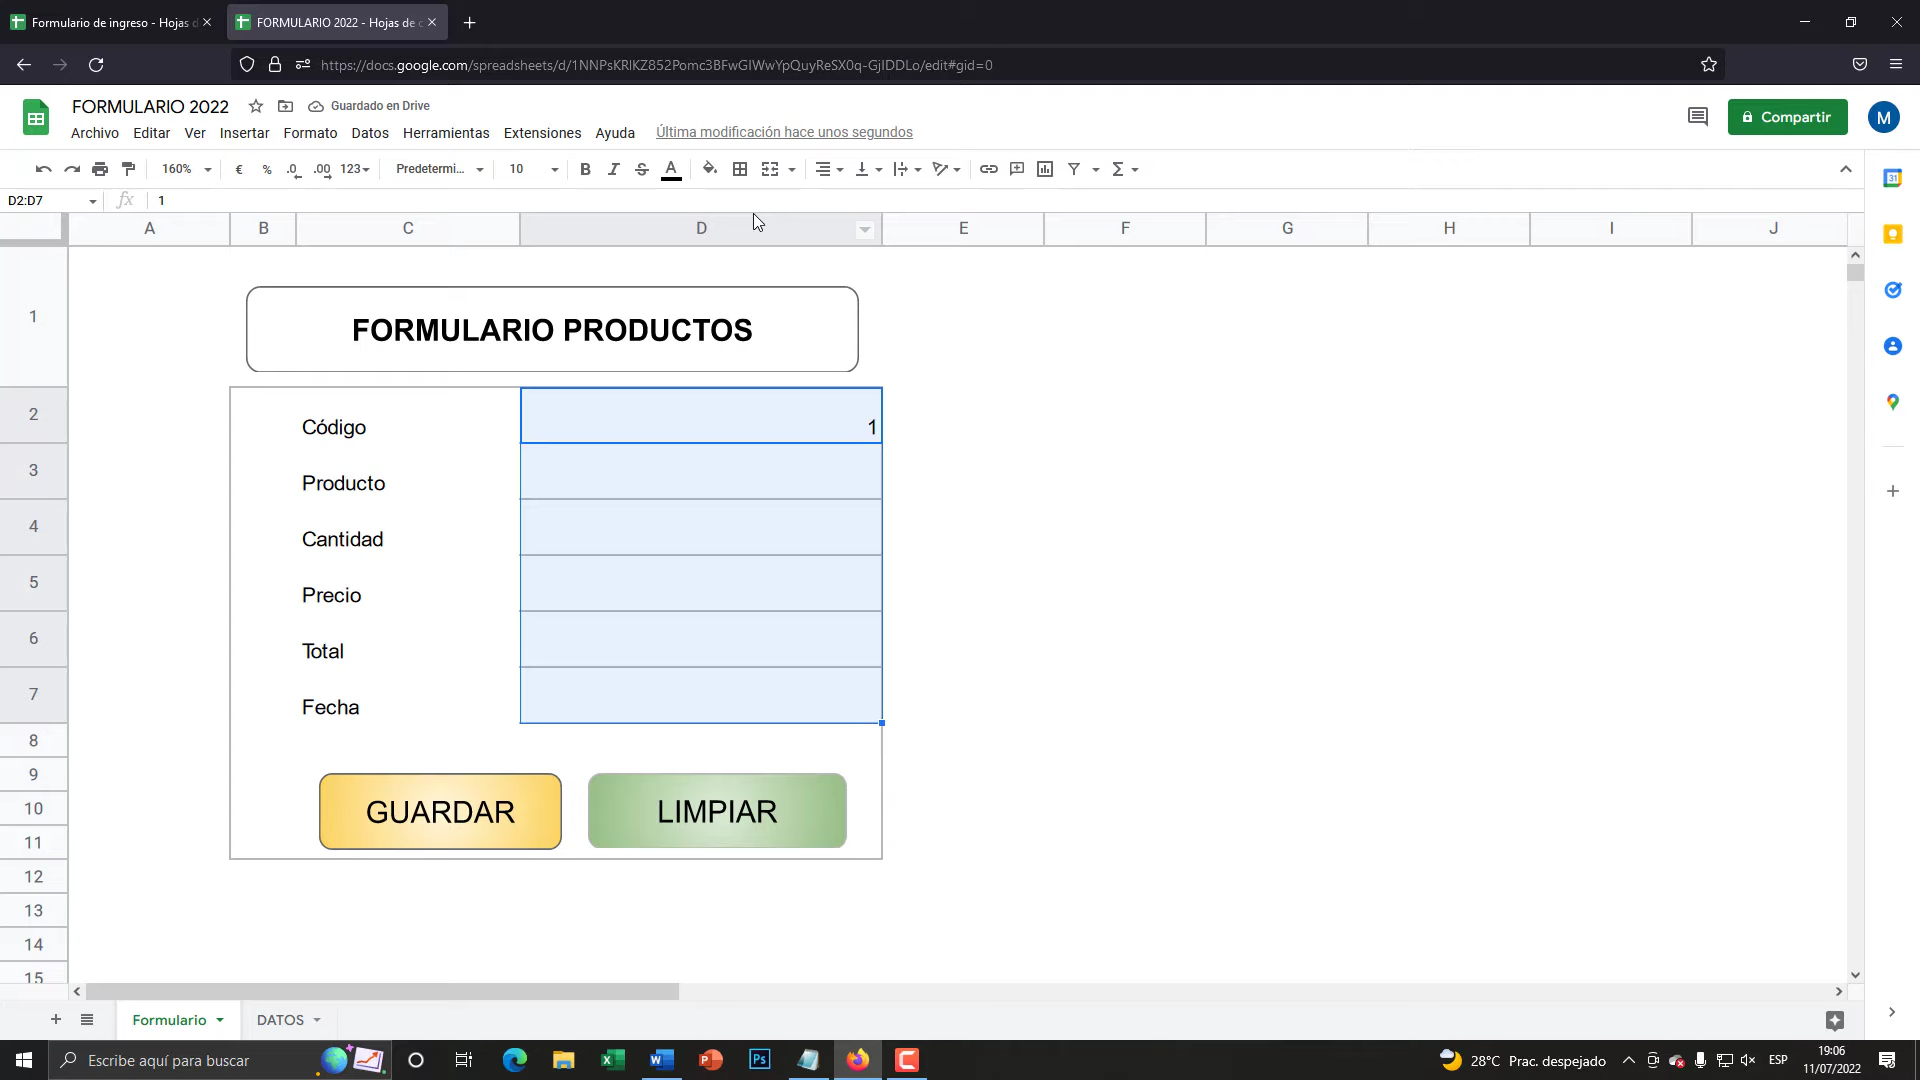 Formulario de ingreso - Hojas d
FORMULARIO 2022 - Hojas de c
https://docs.google.com/spreadsheets/d/1NNPsKRlKZ852Pomc3BFwGIWwYpQuyReSX0q-GjIDDLo/edit#gid=0
FORMULARIO 2022
Guardado en Drive
Archivo Editar Ver Insertar Formato Datos Herramientas Extensiones Ayuda Última modificación hace unos segundos
Compartir
M
160% € % .0 .00 123 Predetermi... 10 B I S A Σ
31
D2:D7 fx 1
A B C D E F G H I J
1 FORMULARIO PRODUCTOS
2 Código 1
3 Producto
4 Cantidad
5 Precio
6 Total
7 Fecha
8
9
10 GUARDAR LIMPIAR
11
12
13
14
15
Formulario DATOS
Escribe aquí para buscar
28°C Prac. despejado
ESP
19:06
11/07/2022